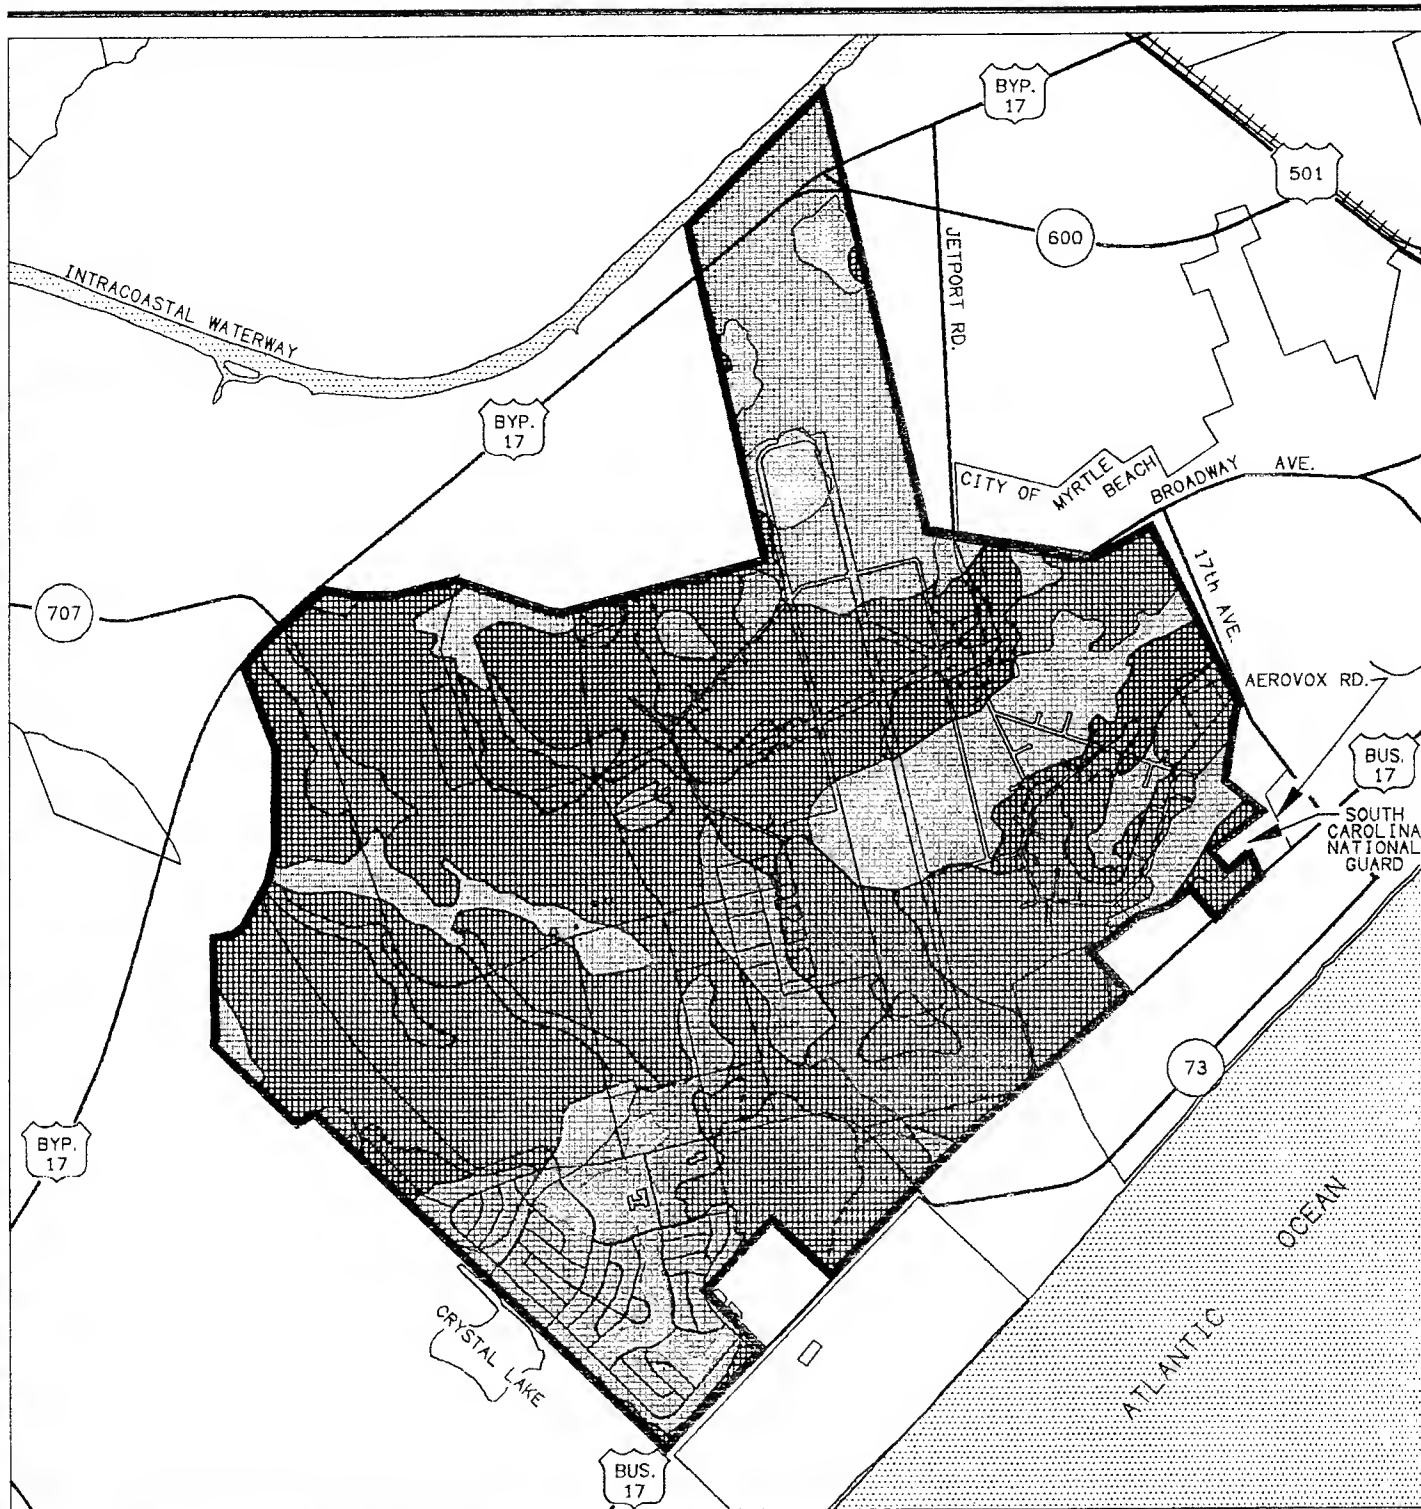 BYP.
17
501
600
JETPORT RD.
INTRACOASTAL WATERWAY
BYP.
17
CITY OF MYRTLE
BEACH
BROADWAY AVE.
17th AVE
707
AEROVOX RD.
BUS.
17
SOUTH
CAROLINA
NATIONAL
GUARD
73
BYP.
17
OCEAN
ATLANTIC
CRYSTAL LAKE
BUS.
17